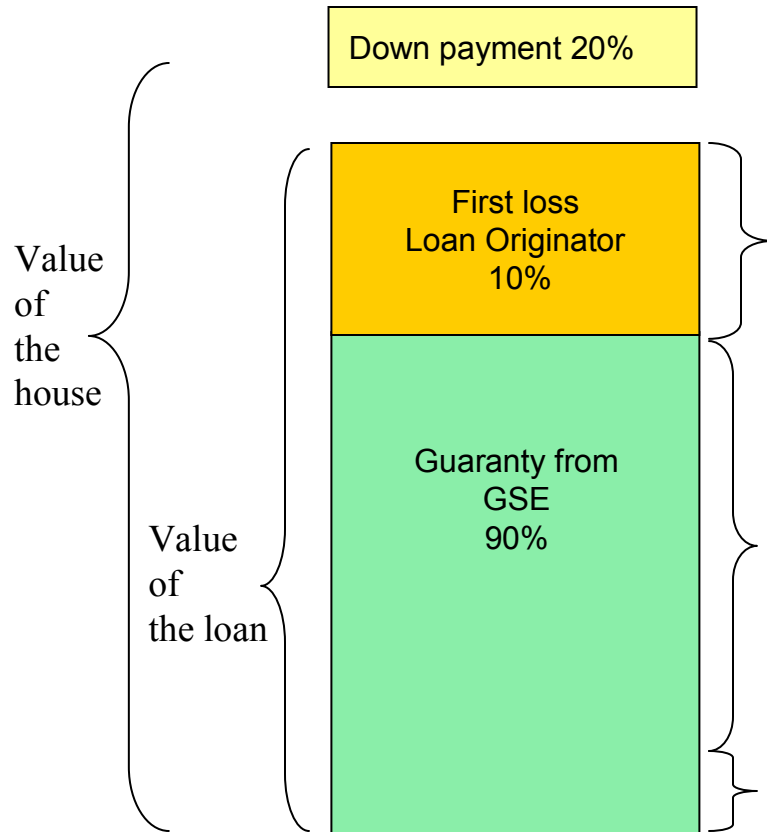 Down payment 20%
First loss
Loan Originator
10%
Value
of
the
house
Guaranty from
GSE
90%
Value
of
the loan